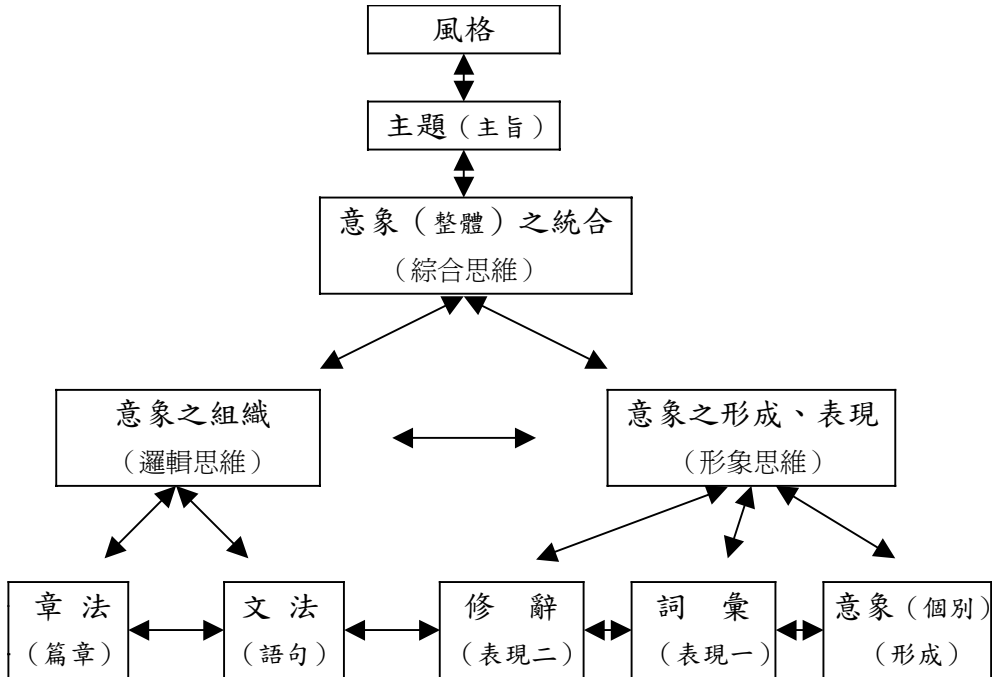 風格
主題（主旨）
意象（整體）之統合
（綜合思維）
意象之組織
（邏輯思維）
意象之形成、表現
（形象思維）
章 法
（篇章）
文 法
（語句）
修 辭
（表現二）
詞 彙
（表現一）
意象（個別）
（形成）